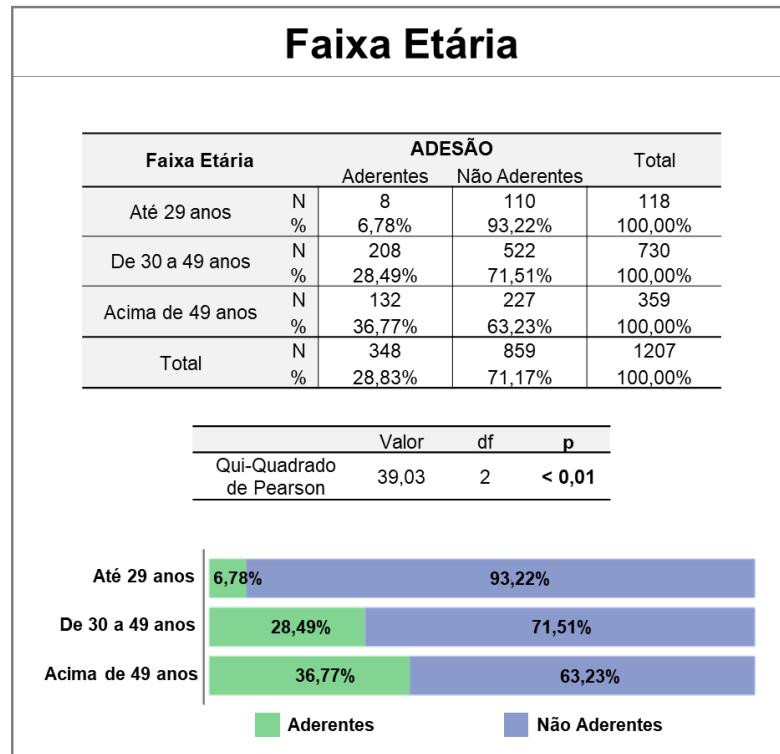 Faixa Etária
Faixa Etária ADESÃO Total
Aderentes Não Aderentes
Até 29 anos N 8 110 118
% 6,78% 93,22% 100,00%
De 30 a 49 anos N 208 522 730
% 28,49% 71,51% 100,00%
Acima de 49 anos N 132 227 359
% 36,77% 63,23% 100,00%
Total N 348 859 1207
% 28,83% 71,17% 100,00%
Valor df p
Qui-Quadrado
de Pearson 39,03 2 < 0,01
Até 29 anos 6,78% 93,22%
De 30 a 49 anos 28,49% 71,51%
Acima de 49 anos 36,77% 63,23%
Aderentes Não Aderentes